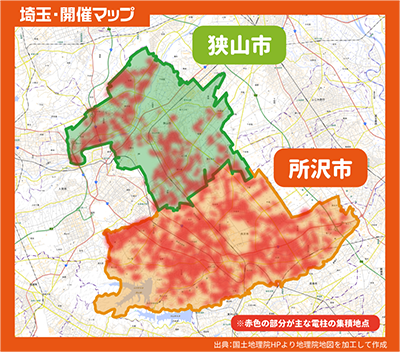 埼玉・開催マップ
狭山市
所沢市
※赤色の部分が主な電柱の集積地点
出典:国土地理院HPより地理院地図を加工して作成